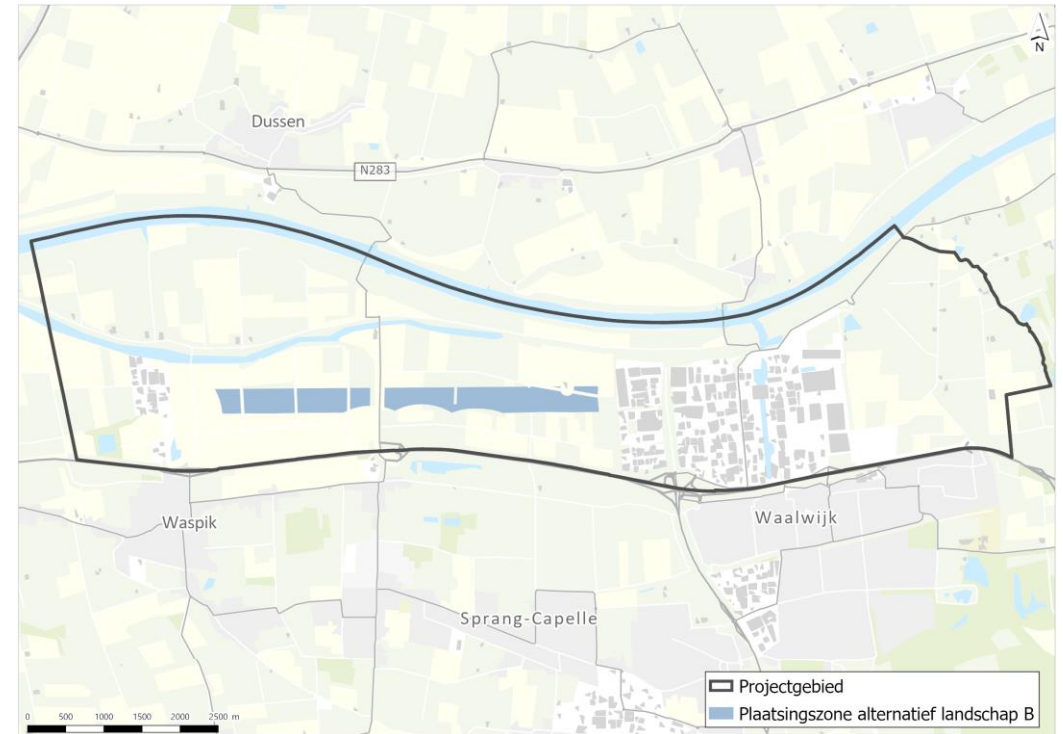 N
Dussen
N283
Waspik
Waalwijk
Sprang-Capelle
Projectgebied
Plaatsingszone alternatief landschap B
0 500 1000 1500 2000 2500 m